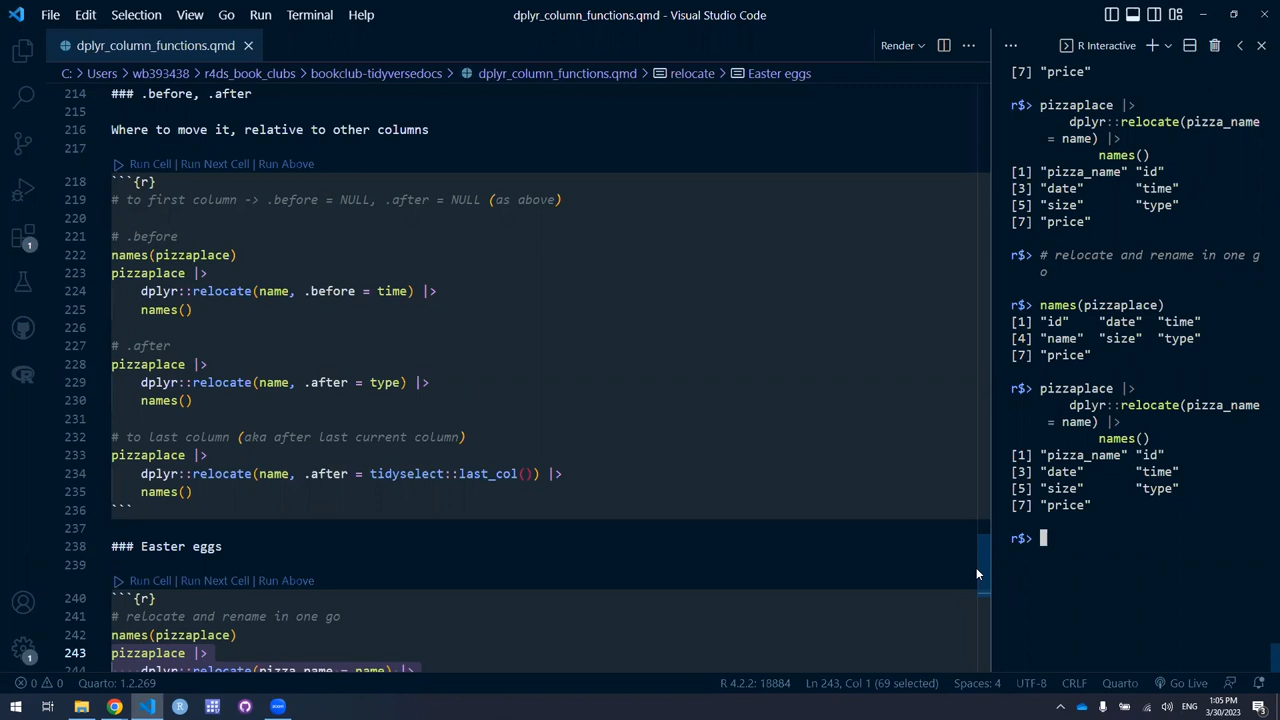 File Edit Selection View Go Run Terminal Help
dplyr_column_functions.qmd - Visual Studio Code
dplyr_column_functions.qmd
Render
R Interactive
C: > Users > wb393438 > r4ds_book_clubs > bookclub-tidyversedocs > dplyr_column_functions.qmd > relocate > Easter eggs
214 ### .before, .after
215
216 Where to move it, relative to other columns
217
Run Cell | Run Next Cell | Run Above
218 ```{r}
219 # to first column -> .before = NULL, .after = NULL (as above)
220
221 # .before
222 names(pizzaplace)
223 pizzaplace |>
224 dplyr::relocate(name, .before = time) |>
225 names()
226
227 # .after
228 pizzaplace |>
229 dplyr::relocate(name, .after = type) |>
230 names()
231
232 # to last column (aka after last current column)
233 pizzaplace |>
234 dplyr::relocate(name, .after = tidyselect::last_col()) |>
235 names()
236 ```
237
238 ### Easter eggs
239
Run Cell | Run Next Cell | Run Above
240 ```{r}
241 # relocate and rename in one go
242 names(pizzaplace)
243 pizzaplace |>
244 dplyr::relocate(pizza_name = name) |>
[7] "price"
r$> pizzaplace |>
dplyr::relocate(pizza_name
= name) |>
names()
[1] "pizza_name" "id"
[3] "date" "time"
[5] "size" "type"
[7] "price"
r$> # relocate and rename in one g
o
r$> names(pizzaplace)
[1] "id" "date" "time"
[4] "name" "size" "type"
[7] "price"
r$> pizzaplace |>
dplyr::relocate(pizza_name
= name) |>
names()
[1] "pizza_name" "id"
[3] "date" "time"
[5] "size" "type"
[7] "price"
r$>
1
1
0 0 Quarto: 1.2.269
R 4.2.2: 18884 Ln 243, Col 1 (69 selected) Spaces: 4 UTF-8 CRLF Quarto Go Live
zoom
ENG
1:05 PM
3/30/2023